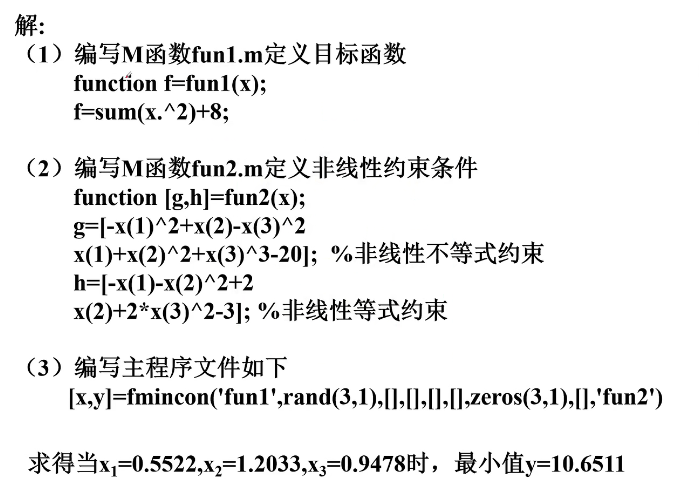 解:
（1）编写M函数fun1.m定义目标函数
function f=fun1(x);
f=sum(x.^2)+8;
（2）编写M函数fun2.m定义非线性约束条件
function [g,h]=fun2(x);
g=[-x(1)^2+x(2)-x(3)^2
x(1)+x(2)^2+x(3)^3-20]; %非线性不等式约束
h=[-x(1)-x(2)^2+2
x(2)+2*x(3)^2-3]; %非线性等式约束
（3）编写主程序文件如下
[x,y]=fmincon('fun1',rand(3,1),[],[],[],[],zeros(3,1),[],'fun2')
求得当x₁=0.5522,x₂=1.2033,x₃=0.9478时，最小值y=10.6511